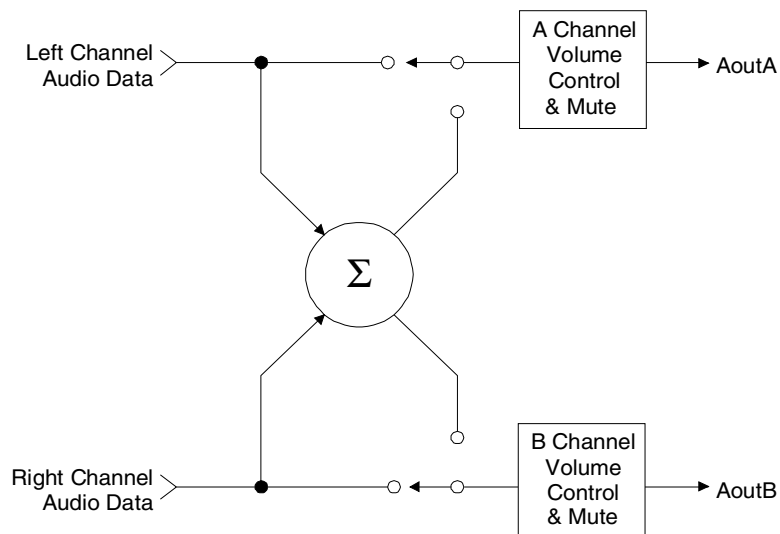 Left Channel
Audio Data
A Channel
Volume
Control
& Mute
AoutA
Σ
Right Channel
Audio Data
B Channel
Volume
Control
& Mute
AoutB